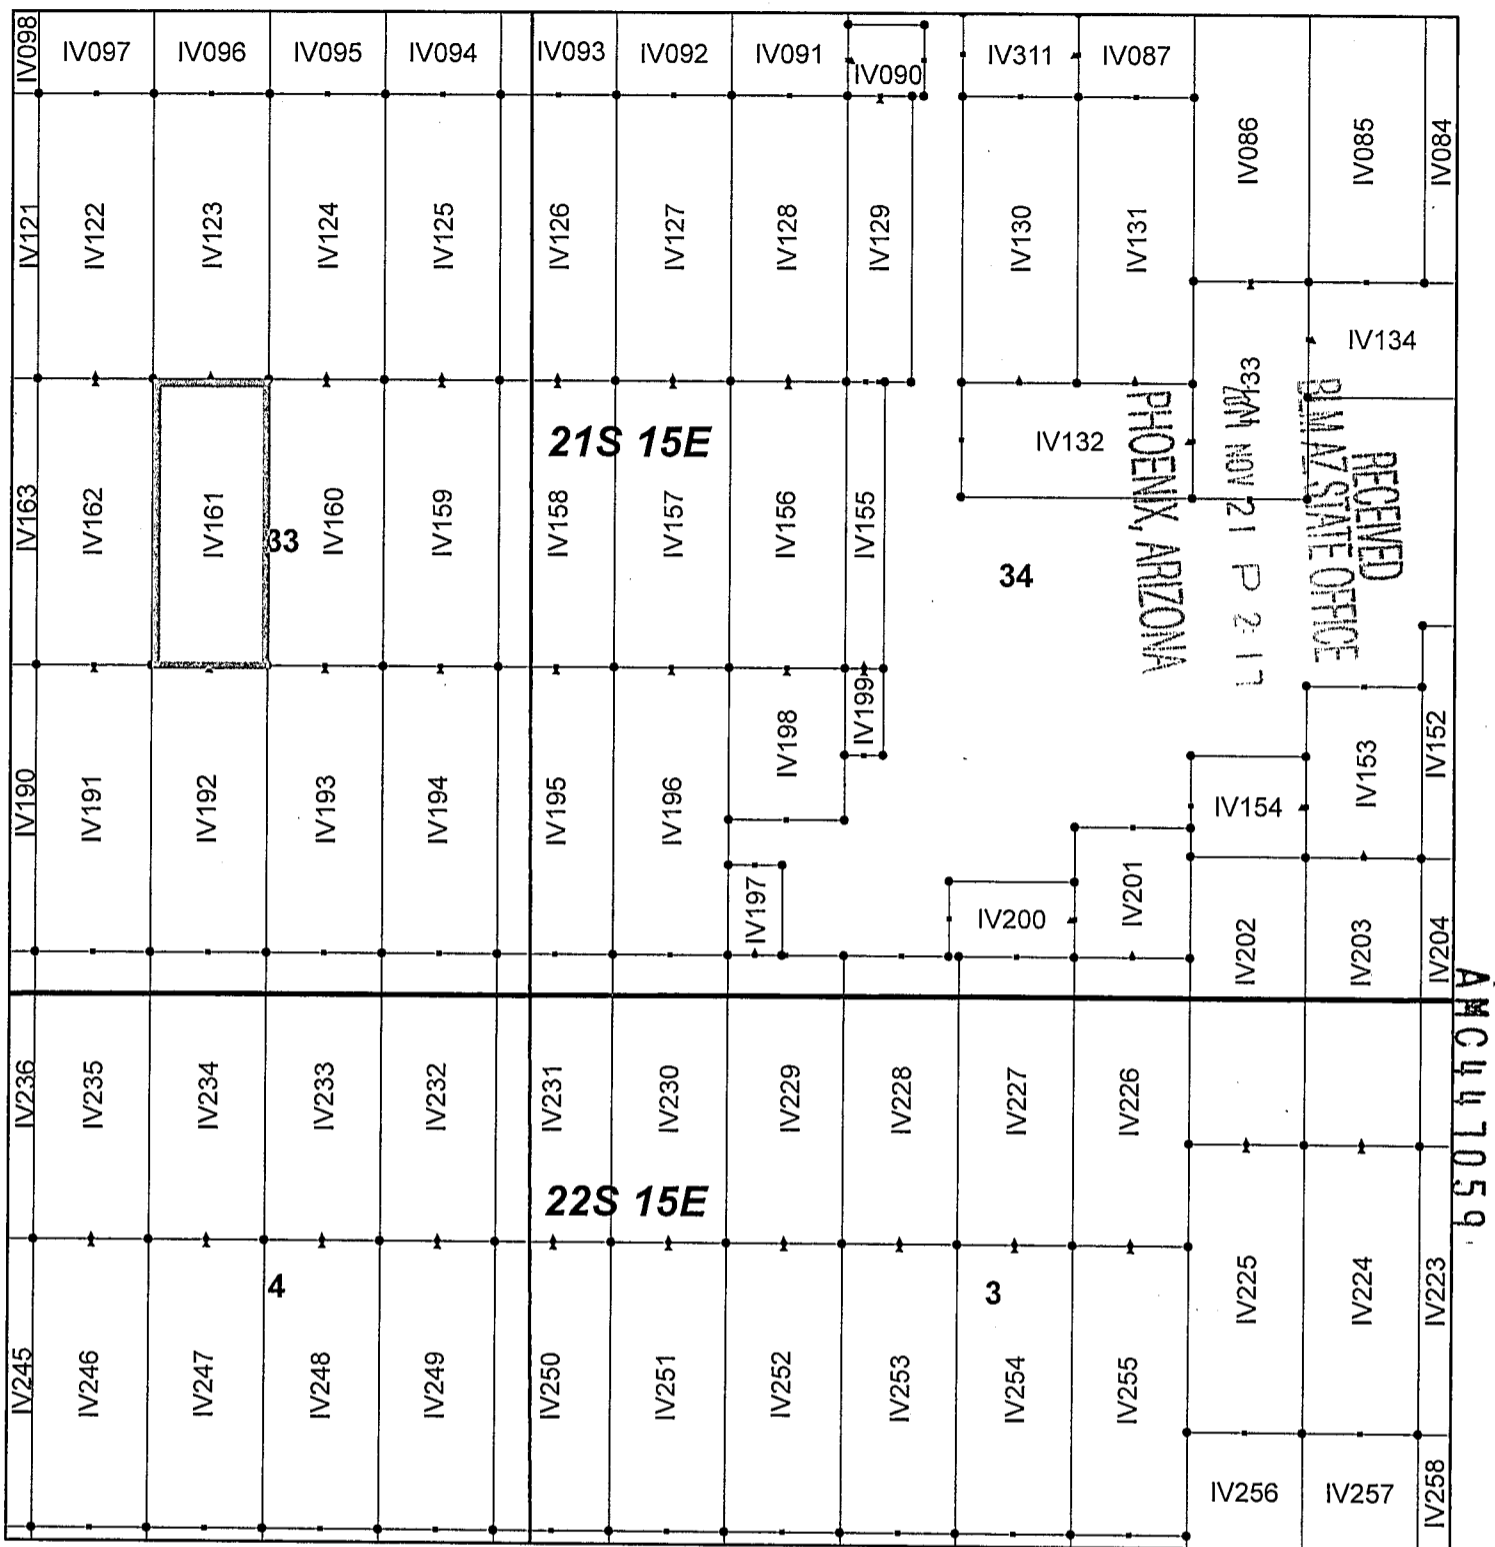 IV098 IV097 IV096 IV095 IV094 IV093 IV092 IV091 IV090 IV311 IV087
IV086 IV085 IV084
IV121 IV122 IV123 IV124 IV125 IV126 IV127 IV128 IV129 IV130 IV131
IV134
133
21S 15E
IV132
IV163 IV162 IV161 33 IV160 IV159 IV158 IV157 IV156 IV155
34
RECEIVED
BLM AZ STATE OFFICE
NOV 21 P 2:17
PHOENIX, ARIZONA
IV199
IV198
IV152
IV153
IV154
IV190 IV191 IV192 IV193 IV194 IV195 IV196
IV197 IV200 IV201
IV202 IV203 IV204
AMC447059
IV236 IV235 IV234 IV233 IV232 IV231 IV230 IV229 IV228 IV227 IV226
22S 15E
4
3
IV225 IV224 IV223
IV245 IV246 IV247 IV248 IV249 IV250 IV251 IV252 IV253 IV254 IV255
IV256 IV257 IV258